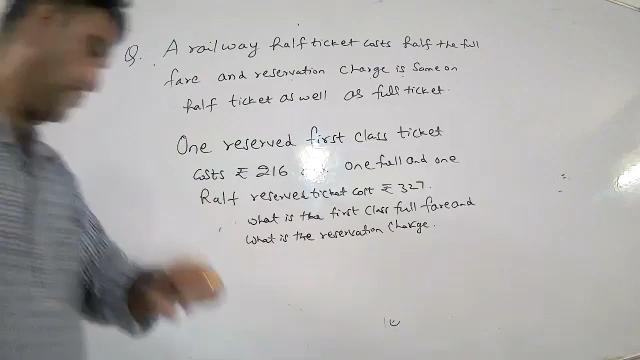 Q. A railway half ticket costs half the full
fare and reservation charge is same on
half ticket as well as full ticket.
One reserved first class ticket
costs ₹ 216 one full and one
Half reserved ticket cost ₹ 327.
What is the first class full fare and
What is the reservation charge.